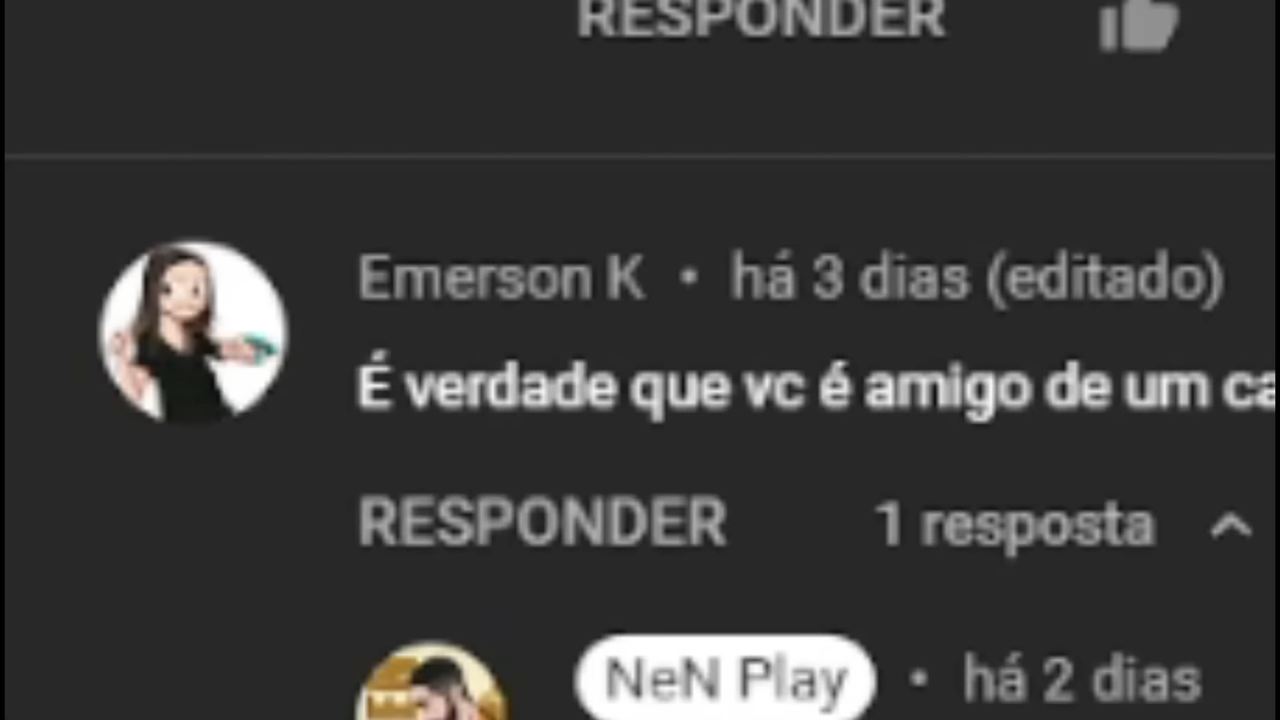 RESPONDER
Emerson K • há 3 dias (editado)
É verdade que vc é amigo de um ca
RESPONDER 1 resposta
NeN Play • há 2 dias